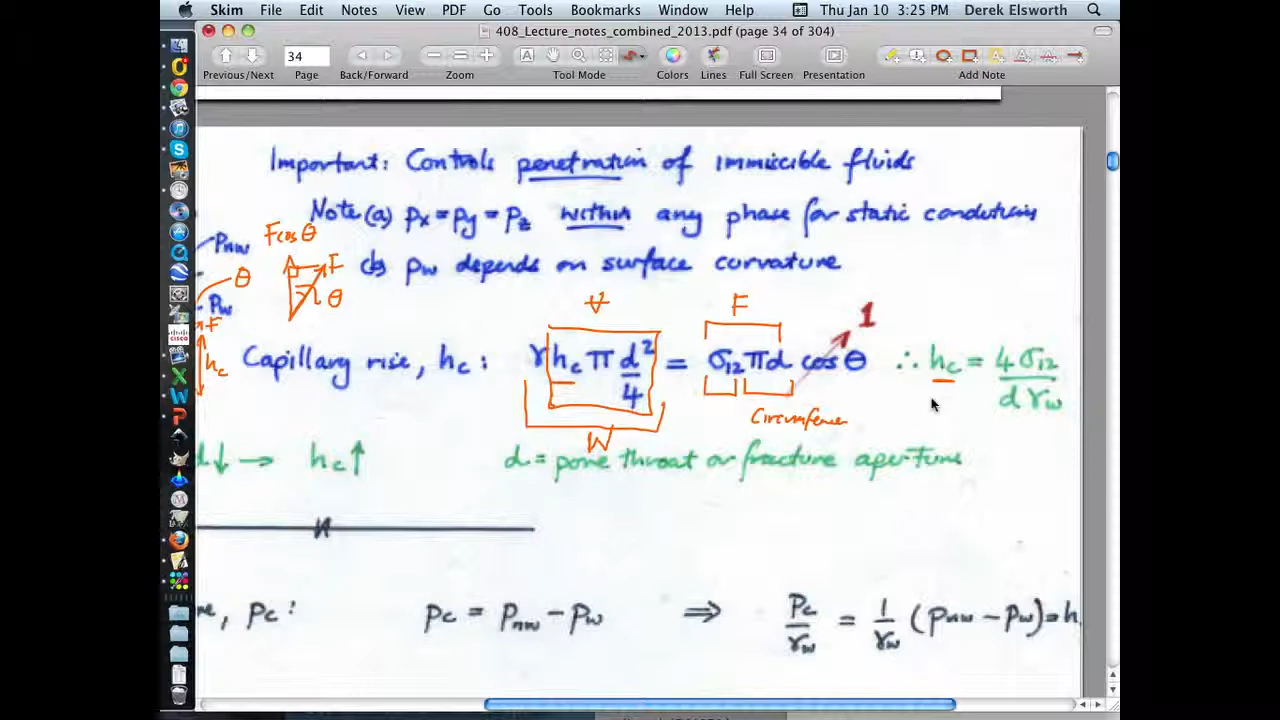 Skim File Edit View Go Tools Bookmarks Window Help Thu Jan 10 3:25 PM Derek Elsworth
PDF
408_Lecture_notes_combined_2013.pdf (page 34 of 304)
34
Previous/Next Page Back/Forward Zoom Tool Mode Colors Lines Full Screen Presentation Add Note
Important: Controls penetration of immiscible fluids
Note (a) px = py = pz within any phase for static conditions
Fcos θ
Pnw
F
(b) pw depends on surface curvature
θ
θ
Pw
F
hc
V
F
1
Capillary rise, hc: γ hc π d²/4 = σ12 πd cos θ ∴ hc = 4 σ12 / d γw
Circumference
W
d↓ → hc↑ d = pore throat or fracture aperture
, pc: pc = pnw - pw ⇒ pc/γw = 1/γw (pnw - pw) = h